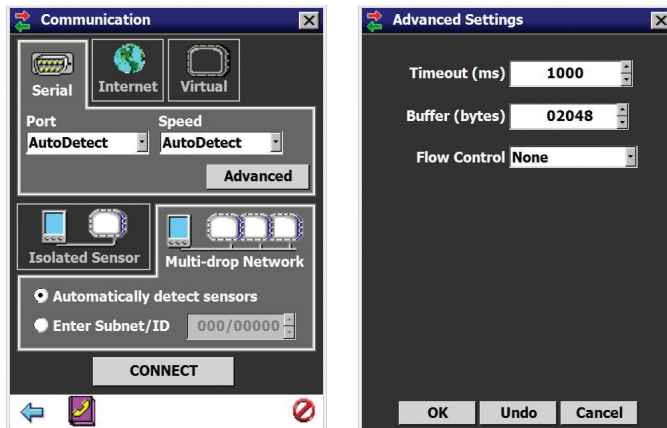 Communication
Serial
Internet
Virtual
Port
Speed
AutoDetect
AutoDetect
Advanced
Isolated Sensor
Multi-drop Network
Automatically detect sensors
Enter Subnet/ID
000/00000
CONNECT
Advanced Settings
Timeout (ms)
1000
Buffer (bytes)
02048
Flow Control
None
OK
Undo
Cancel